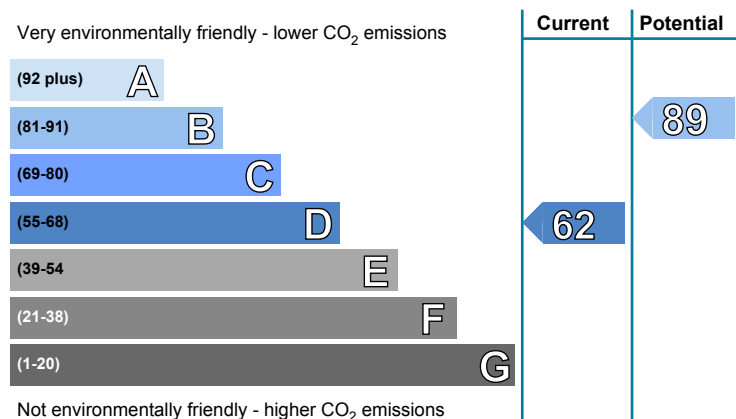 Very environmentally friendly - lower CO₂ emissions
Current
Potential
(92 plus) A
(81-91) B
89
(69-80) C
(55-68) D
62
(39-54 E
(21-38) F
(1-20) G
Not environmentally friendly - higher CO₂ emissions